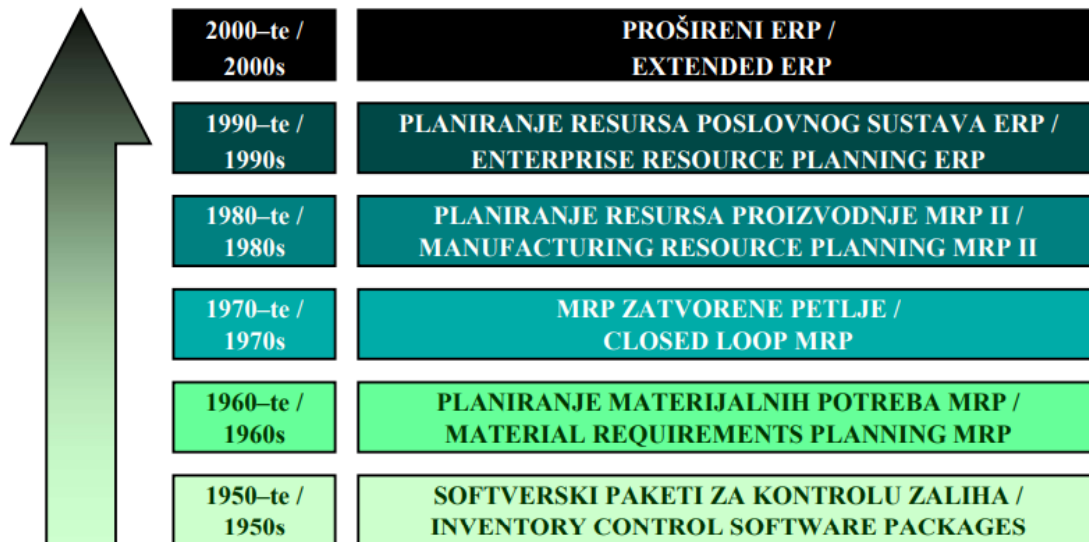 2000–te /
2000s
PROŠIRENI ERP /
EXTENDED ERP
1990–te /
1990s
PLANIRANJE RESURSA POSLOVNOG SUSTAVA ERP /
ENTERPRISE RESOURCE PLANNING ERP
1980–te /
1980s
PLANIRANJE RESURSA PROIZVODNJE MRP II /
MANUFACTURING RESOURCE PLANNING MRP II
1970–te /
1970s
MRP ZATVORENE PETLJE /
CLOSED LOOP MRP
1960–te /
1960s
PLANIRANJE MATERIJALNIH POTREBA MRP /
MATERIAL REQUIREMENTS PLANNING MRP
1950–te /
1950s
SOFTVERSKI PAKETI ZA KONTROLU ZALIHA /
INVENTORY CONTROL SOFTWARE PACKAGES